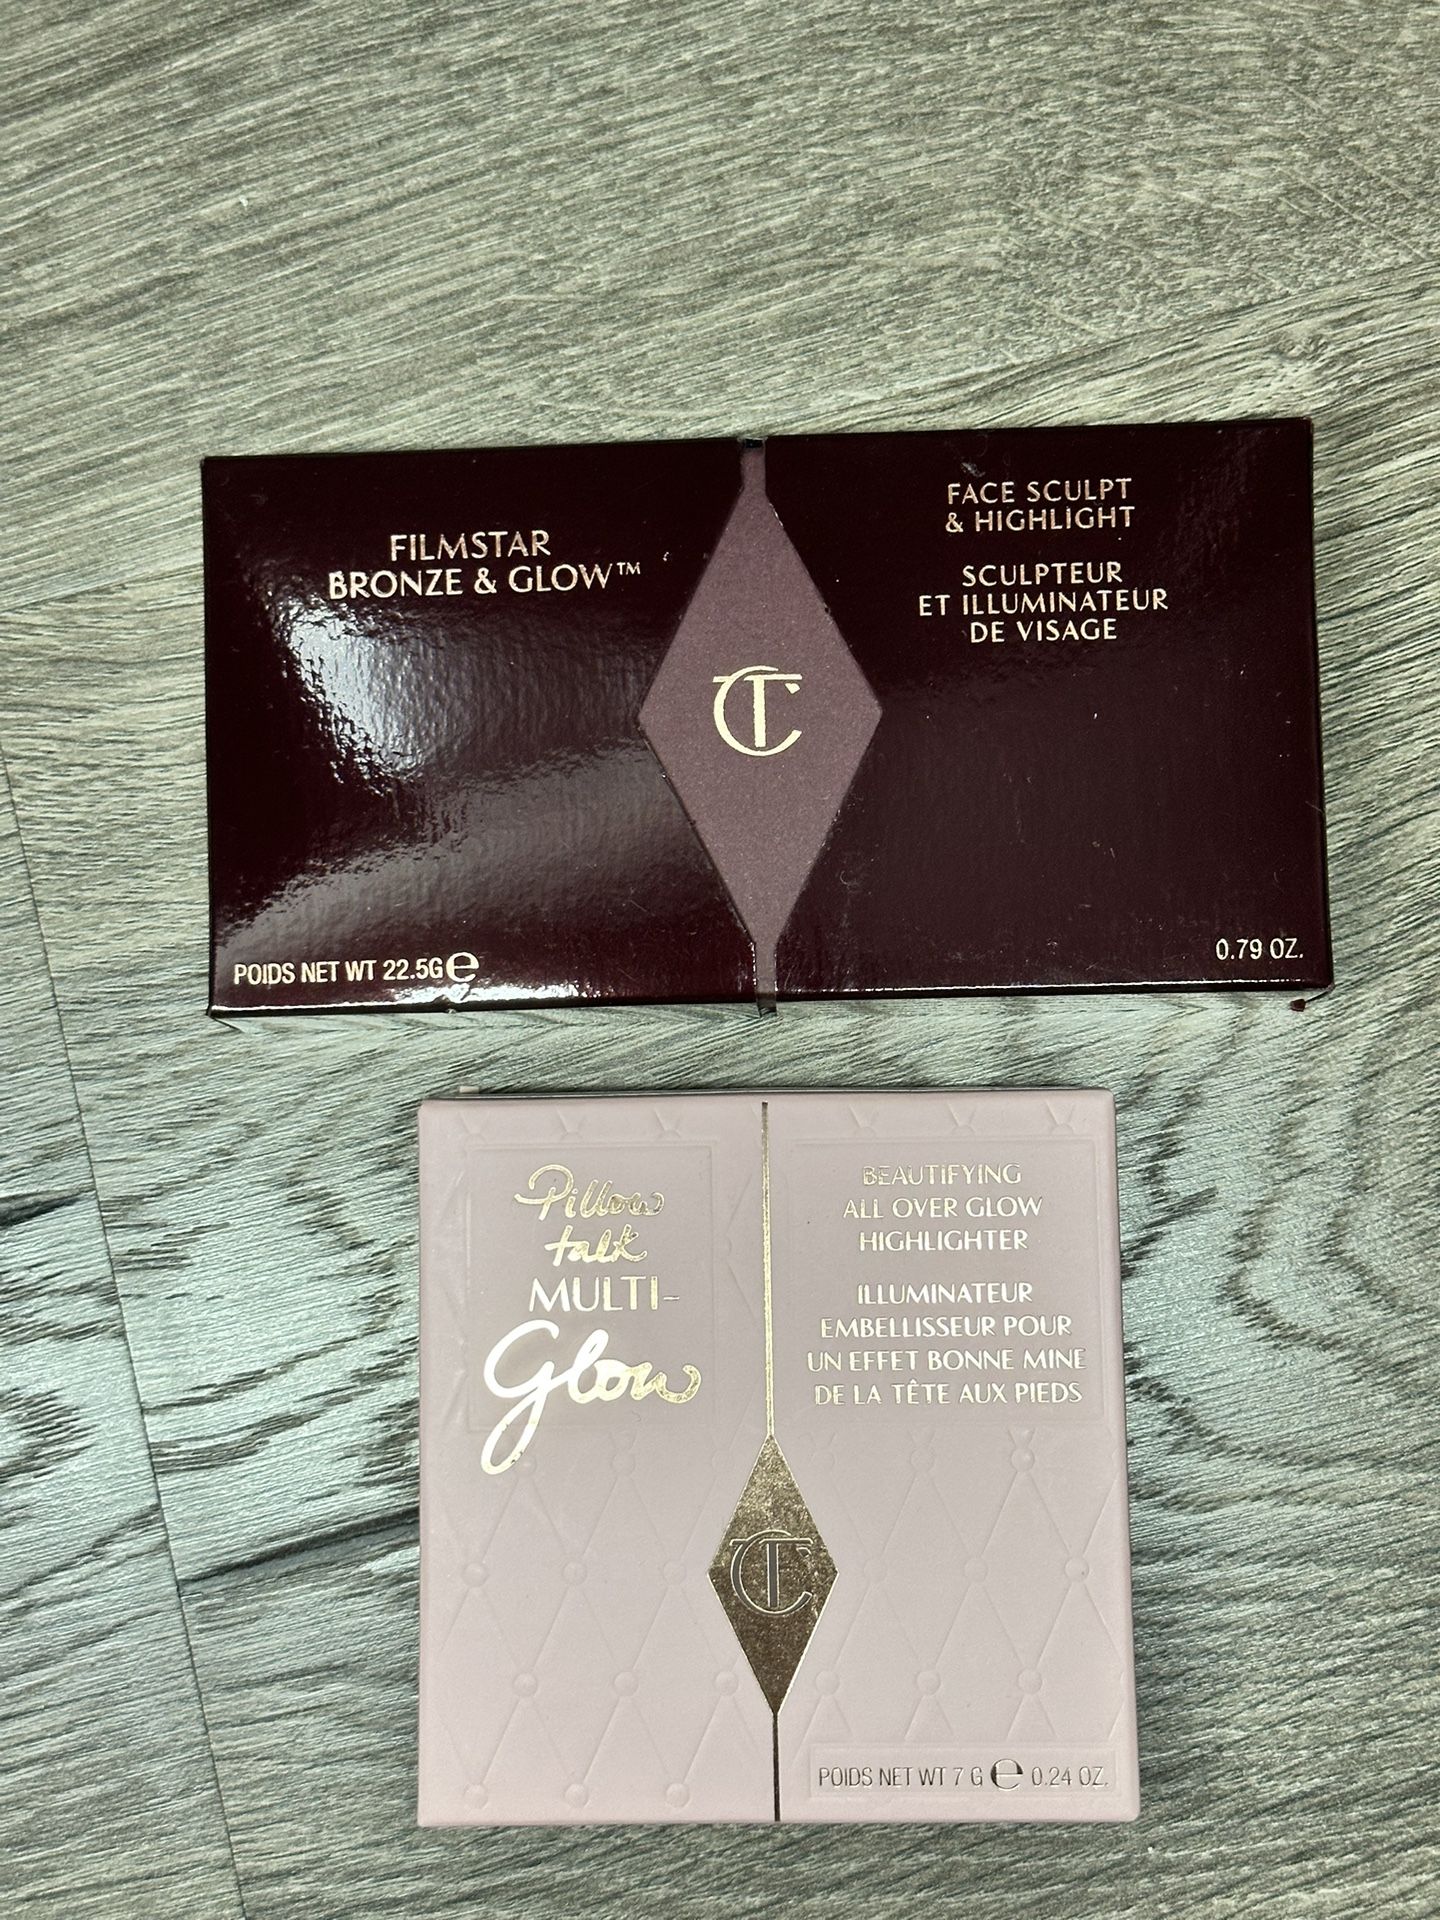 FILMSTAR
BRONZE & GLOW™
FACE SCULPT
& HIGHLIGHT
SCULPTEUR
ET ILLUMINATEUR
DE VISAGE
CT
POIDS NET WT 22.5G ℮
0.79 OZ.
Pillow
talk
MULTI-
Glow
BEAUTIFYING
ALL OVER GLOW
HIGHLIGHTER
ILLUMINATEUR
EMBELLISSEUR POUR
UN EFFET BONNE MINE
DE LA TÊTE AUX PIEDS
CT
POIDS NET WT 7 G ℮ 0.24 OZ.